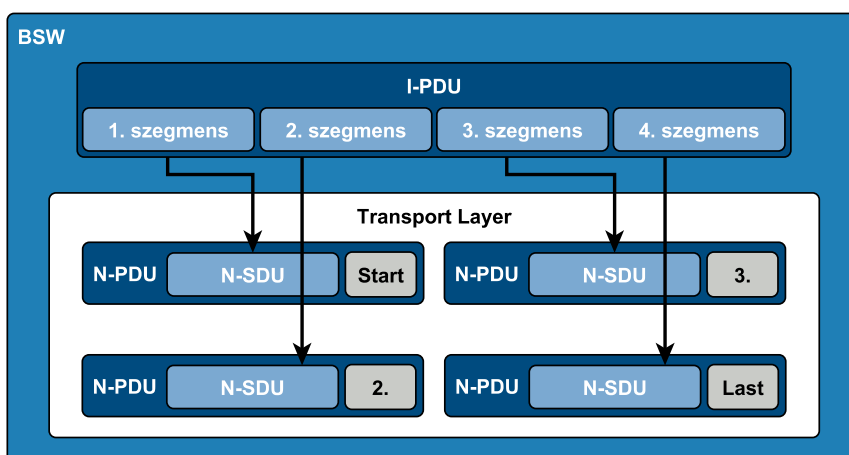 BSW
I-PDU
1. szegmens 2. szegmens 3. szegmens 4. szegmens
Transport Layer
N-PDU N-SDU Start N-PDU N-SDU 3.
N-PDU N-SDU 2. N-PDU N-SDU Last